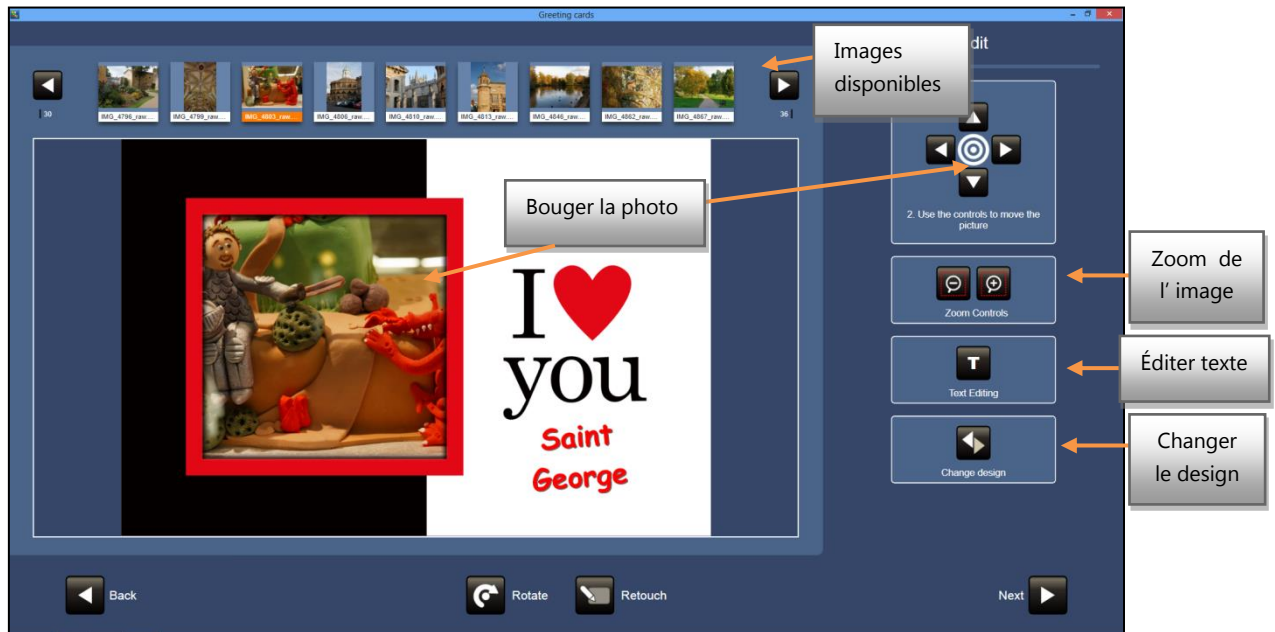 Greeting cards
Images
disponibles
dit
30
IMG_4796_raw....
IMG_4799_raw....
IMG_4883_raw....
IMG_4806_raw....
IMG_4810_raw....
IMG_4813_raw....
IMG_4846_raw....
IMG_4862_raw....
IMG_4867_raw....
36
Bouger la photo
2. Use the controls to move the
picture
I
you
Saint
George
Zoom de
l' image
Zoom Controls
T
Éditer texte
Text Editing
Changer
le design
Change design
Back
Rotate
Retouch
Next